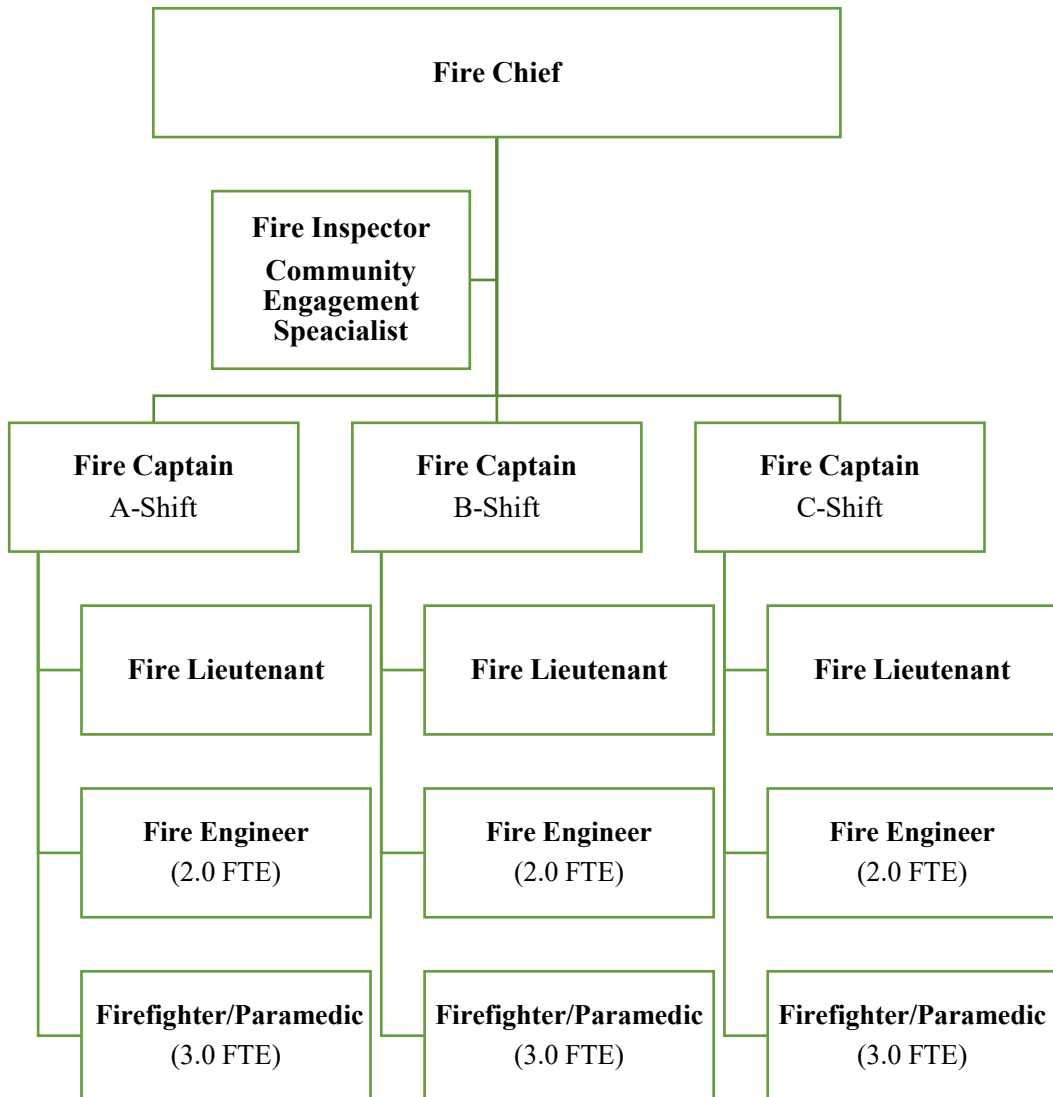 Fire Chief
Fire Inspector
Community
Engagement
Speacialist
Fire Captain
A-Shift
Fire Captain
B-Shift
Fire Captain
C-Shift
Fire Lieutenant
Fire Lieutenant
Fire Lieutenant
Fire Engineer
(2.0 FTE)
Fire Engineer
(2.0 FTE)
Fire Engineer
(2.0 FTE)
Firefighter/Paramedic
(3.0 FTE)
Firefighter/Paramedic
(3.0 FTE)
Firefighter/Paramedic
(3.0 FTE)